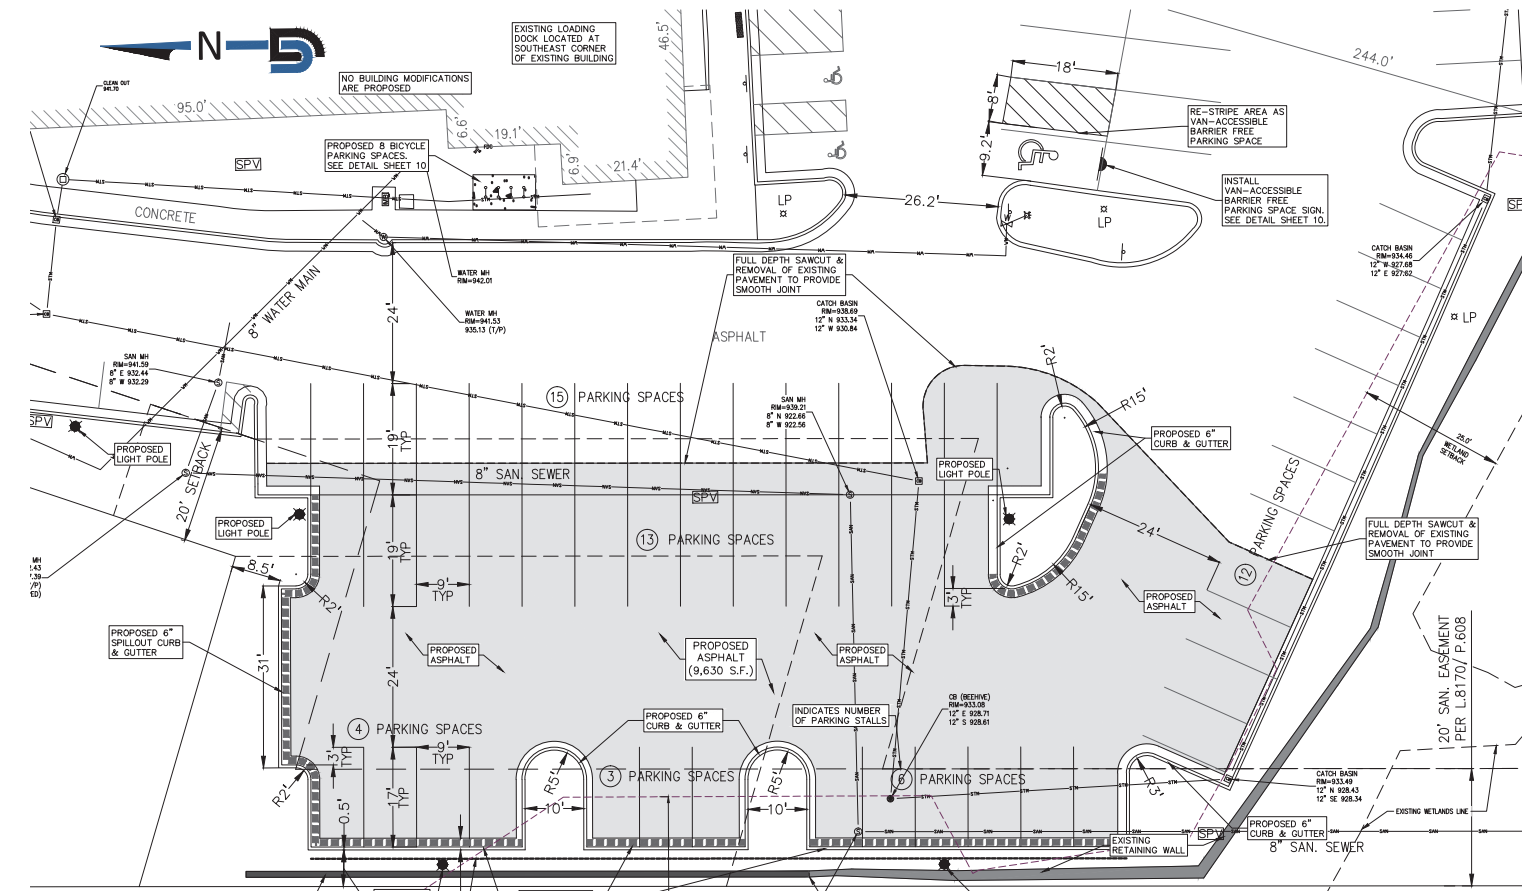 N
EXISTING LOADING
DOCK LOCATED AT
SOUTHEAST CORNER
OF EXISTING BUILDING
46.5'
244.0'
CLEAN OUT
941.70
NO BUILDING MODIFICATIONS
ARE PROPOSED
95.0'
6.6'
19.1'
6.9'
21.4'
18'
8'
9.2'
RE-STRIPE AREA AS
VAN-ACCESSIBLE
BARRIER FREE
PARKING SPACE
PROPOSED 8 BICYCLE
PARKING SPACES.
SEE DETAIL SHEET 10
SPV
FDC
INSTALL
VAN-ACCESSIBLE
BARRIER FREE
PARKING SPACE SIGN.
SEE DETAIL SHEET 10.
LP
26.2'
LP
CONCRETE
CATCH BASIN
RIM=934.46
12" W 927.68
12" E 927.62
FULL DEPTH SAWCUT &
REMOVAL OF EXISTING
PAVEMENT TO PROVIDE
SMOOTH JOINT
WATER MH
RIM=942.01
8" WATER MAIN
24'
WATER MH
RIM=941.53
935.13 (T/P)
CATCH BASIN
RIM=938.69
12" N 933.34
12" W 930.84
LP
ASPHALT
SAN MH
RIM=941.59
8" E 932.44
8" W 932.29
15 PARKING SPACES
SAN MH
RIM=939.21
8" N 922.66
8" W 922.56
R2'
R15'
SPV
PROPOSED
LIGHT POLE
20' SETBACK
19'
TYP
8" SAN. SEWER
SPV
PROPOSED
LIGHT POLE
PROPOSED 6"
CURB & GUTTER
25.0'
WETLAND
SETBACK
PROPOSED
LIGHT POLE
19'
TYP
13 PARKING SPACES
24'
12 PARKING SPACES
FULL DEPTH SAWCUT &
REMOVAL OF EXISTING
PAVEMENT TO PROVIDE
SMOOTH JOINT
MH
8.5'
R2'
9'
TYP
3'
TYP
R2'
R15'
PROPOSED
ASPHALT
PROPOSED 6"
SPILLOUT CURB
& GUTTER
31'
24'
PROPOSED
ASPHALT
PROPOSED
ASPHALT
(9,630 S.F.)
PROPOSED
ASPHALT
20' SAN. EASEMENT
PER L.8170/ P.608
CB (BEEHIVE)
RIM=933.08
12" E 928.71
12" S 928.61
INDICATES NUMBER
OF PARKING STALLS
PROPOSED 6"
CURB & GUTTER
4 PARKING SPACES
3'
TYP
9'
TYP
3 PARKING SPACES
6 PARKING SPACES
R2'
0.5'
17'
TYP
R5'
10'
R5'
10'
R3'
CATCH BASIN
RIM=933.49
12" N 928.43
12" SE 928.34
EXISTING WETLANDS LINE
PROPOSED 6"
CURB & GUTTER
SPV
EXISTING
RETAINING WALL
8" SAN. SEWER